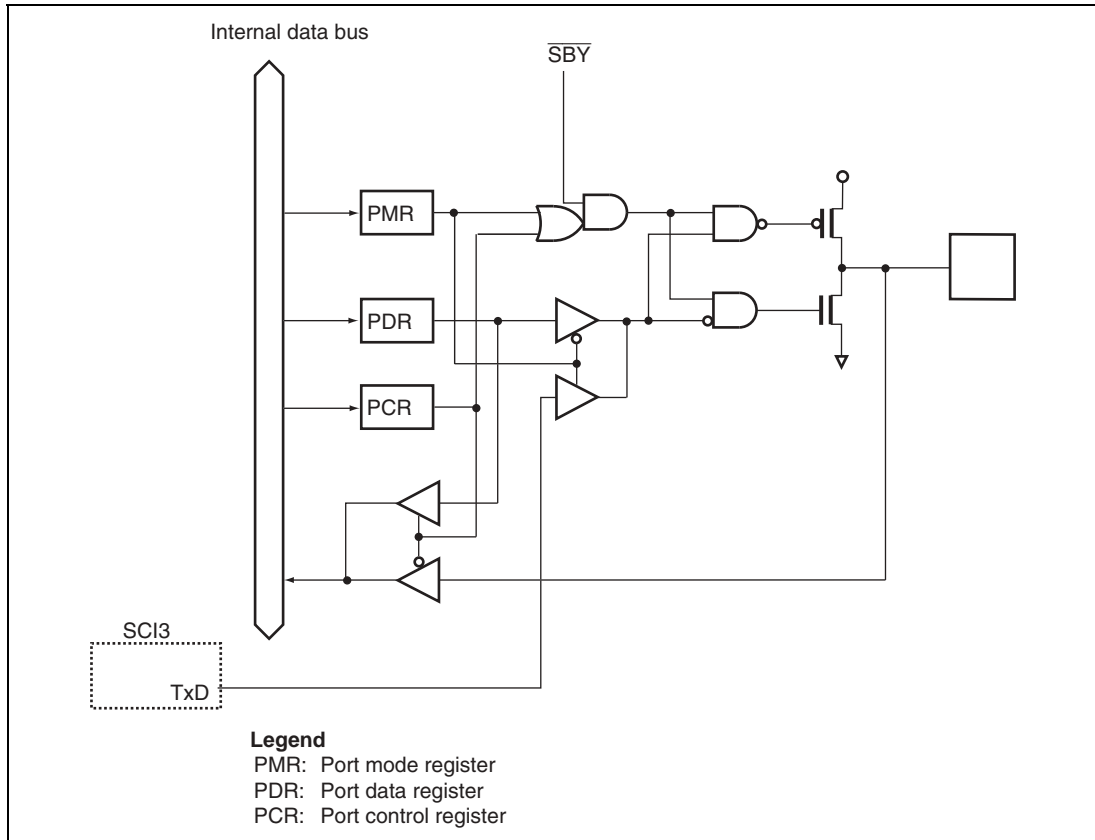 Internal data bus
SBY
PMR
PDR
PCR
SCI3
TxD
Legend
PMR: Port mode register
PDR: Port data register
PCR: Port control register